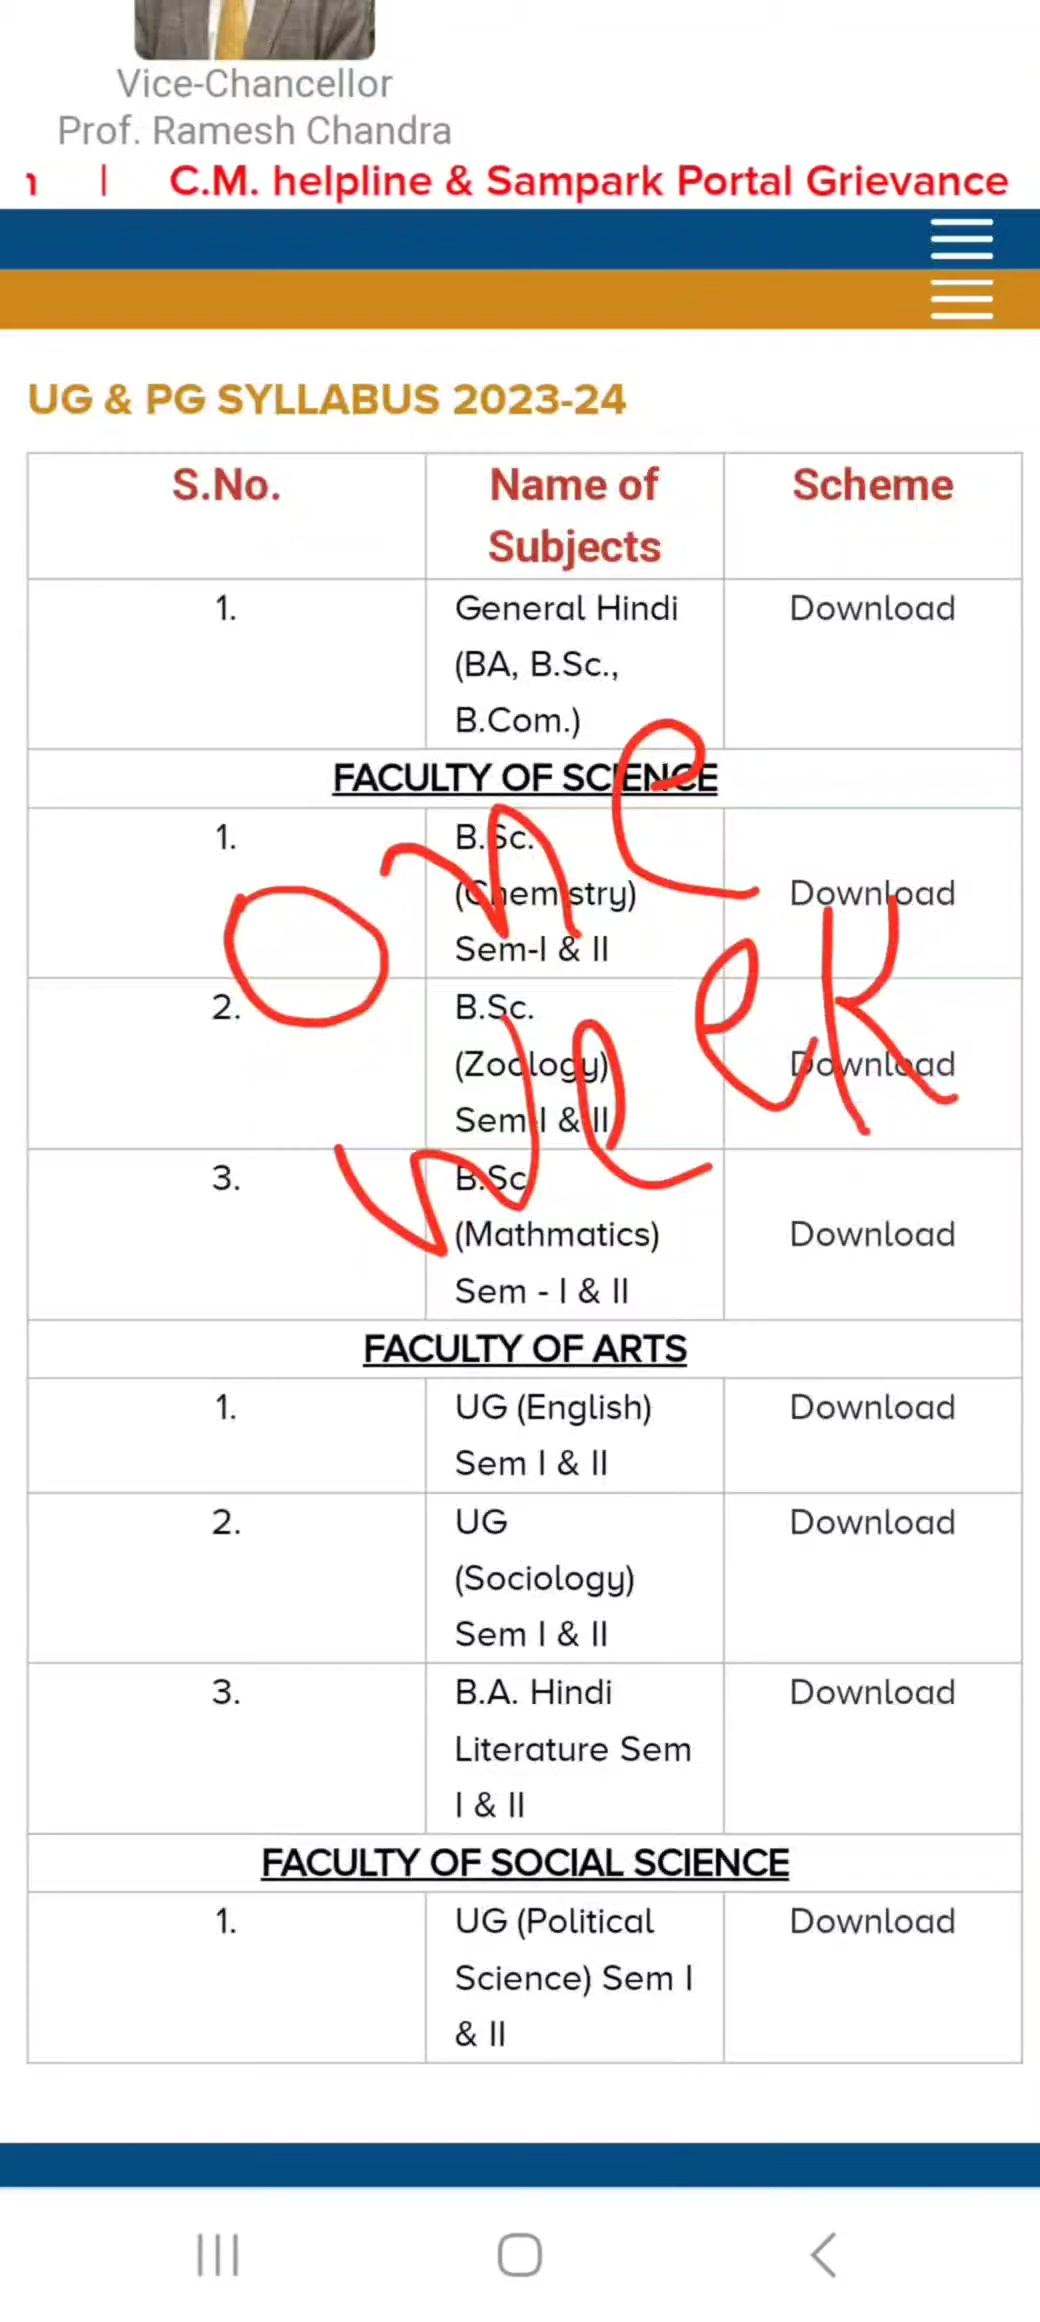 Vice-Chancellor
Prof. Ramesh Chandra
| C.M. helpline & Sampark Portal Grievance
UG & PG SYLLABUS 2023-24
S.No. Name of Subjects Scheme
1. General Hindi Download
(BA, B.Sc.,
B.Com.)
FACULTY OF SCIENCE
1. B.Sc.
(Chemistry) Download
Sem-I & II
2. B.Sc.
(Zoology) Download
Sem-I & II
3. B.Sc
(Mathmatics) Download
Sem - I & II
one
week
FACULTY OF ARTS
1. UG (English) Download
Sem I & II
2. UG Download
(Sociology)
Sem I & II
3. B.A. Hindi Download
Literature Sem
I & II
FACULTY OF SOCIAL SCIENCE
1. UG (Political Download
Science) Sem I
& II